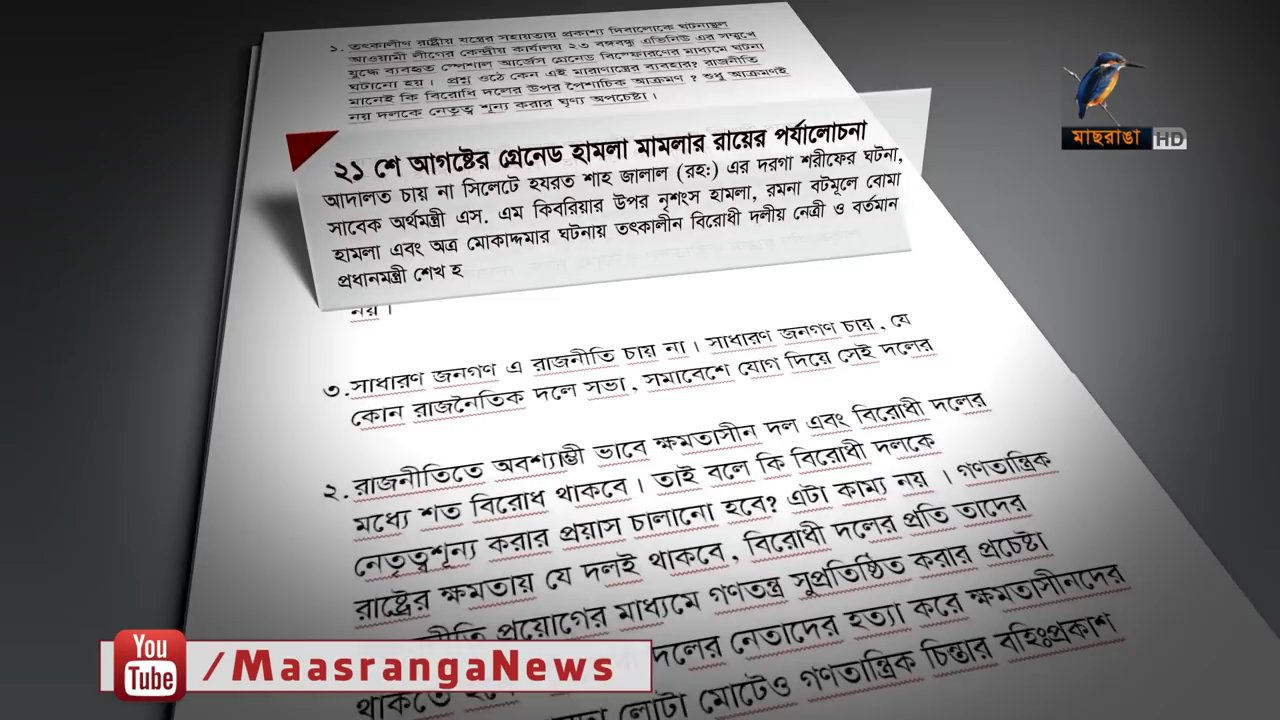 ১. তৎকালীণ রাষ্ট্রীয় যন্ত্রের সহায়তায় প্রকাশ্য দিবালোকে ঘটনাস্থল
আওয়ামী লীগের কেন্দ্রীয় কার্যালয় ২৩ বঙ্গবন্ধু এভিনিউ এর সম্মুখে
যুদ্ধে ব্যবহৃত স্পেশাল আর্জেস গ্রেনেড বিস্ফোরণের মাধ্যমে ঘটনা
ঘটানো হয়। প্রশ্ন ওঠে কেন এই মারাণাস্ত্রের ব্যবহার? রাজনীতি
মানেই কি বিরোধি দলের উপর পৈশাচিক আক্রমণ ? শুধু আক্রমণই
নয় দলকে নেতৃত্ব শূন্য করার ঘৃণ্য অপচেষ্টা।
মাছরাঙা HD
২১ শে আগষ্টের গ্রেনেড হামলা মামলার রায়ের পর্যালোচনা
আদালত চায় না সিলেটে হযরত শাহ জালাল (রহ:) এর দরগা শরীফের ঘটনা,
সাবেক অর্থমন্ত্রী এস. এম কিবরিয়ার উপর নৃশংস হামলা, রমনা বটমূলে বোমা
হামলা এবং অত্র মোকাদ্দমার ঘটনায় তৎকালীন বিরোধী দলীয় নেত্রী ও বর্তমান
প্রধানমন্ত্রী শেখ হ
নয়।
৩. সাধারণ জনগণ এ রাজনীতি চায় না। সাধারণ জনগণ চায়, যে
কোন রাজনৈতিক দলে সভা, সমাবেশে যোগ দিয়ে সেই দলের
২. রাজনীতিতে অবশ্যাম্ভী ভাবে ক্ষমতাসীন দল এবং বিরোধী দলের
মধ্যে শত বিরোধ থাকবে। তাই বলে কি বিরোধী দলকে
নেতৃত্বশূন্য করার প্রয়াস চালানো হবে? এটা কাম্য নয় । গণতান্ত্রিক
রাষ্ট্রের ক্ষমতায় যে দলই থাকবে, বিরোধী দলের প্রতি তাদের
প্রয়োগের মাধ্যমে গণতন্ত্র সুপ্রতিষ্ঠিত করার প্রচেষ্টা
থাকতে দলের নেতাদের হত্যা করে ক্ষমতাসীনদের
লোটা মোটেও গণতান্ত্রিক চিন্তার বহিঃপ্রকাশ
You Tube /MaasrangaNews